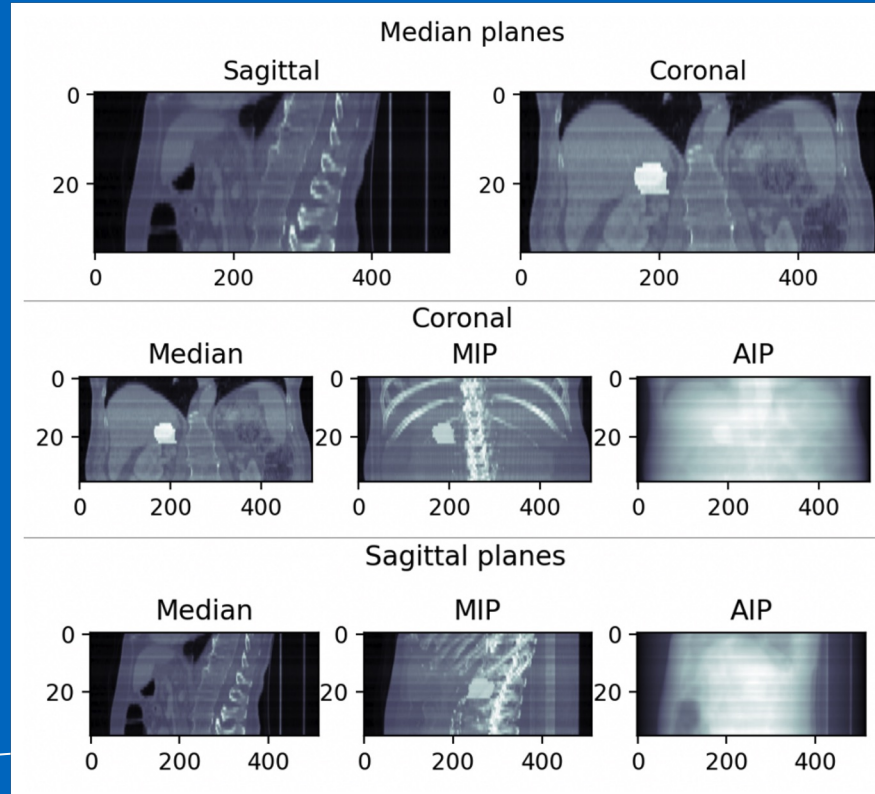 Median planes
Sagittal Coronal
0 0
20 20
0 200 400 0 200 400
Coronal
Median MIP AIP
0 0 0
20 20 20
0 200 400 0 200 400 0 200 400
Sagittal planes
Median MIP AIP
0 0 0
20 20 20
0 200 400 0 200 400 0 200 400